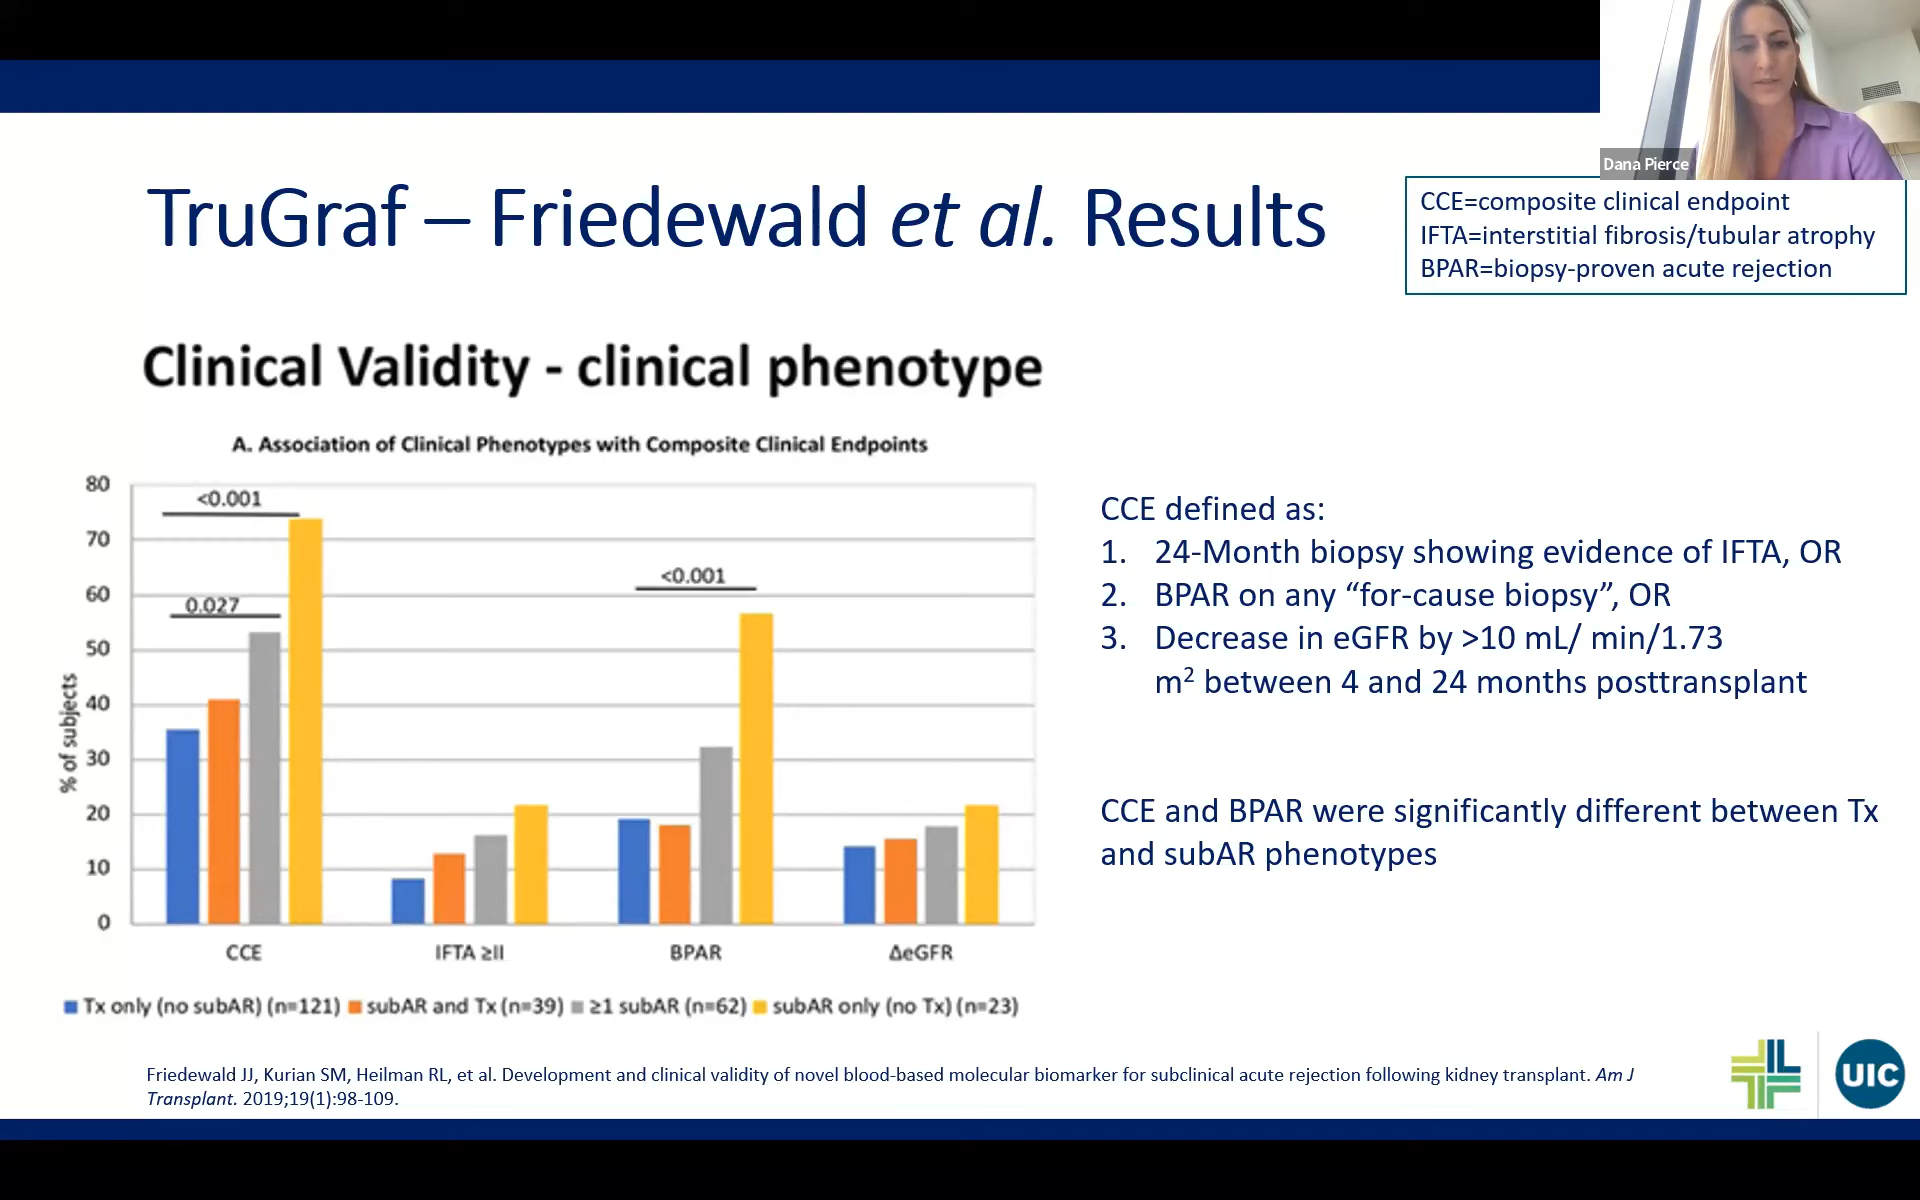 Dana Pierce
TruGraf – Friedewald et al. Results
CCE=composite clinical endpoint
IFTA=interstitial fibrosis/tubular atrophy
BPAR=biopsy-proven acute rejection
Clinical Validity - clinical phenotype
A. Association of Clinical Phenotypes with Composite Clinical Endpoints
% of subjects
80
70
60
50
40
30
20
10
0
<0.001
0.027
<0.001
CCE
IFTA ≥II
BPAR
ΔeGFR
Tx only (no subAR) (n=121) subAR and Tx (n=39) ≥1 subAR (n=62) subAR only (no Tx) (n=23)
CCE defined as:
1. 24-Month biopsy showing evidence of IFTA, OR
2. BPAR on any “for-cause biopsy”, OR
3. Decrease in eGFR by >10 mL/ min/1.73
m² between 4 and 24 months posttransplant
CCE and BPAR were significantly different between Tx
and subAR phenotypes
Friedewald JJ, Kurian SM, Heilman RL, et al. Development and clinical validity of novel blood-based molecular biomarker for subclinical acute rejection following kidney transplant. Am J
Transplant. 2019;19(1):98-109.
UIC